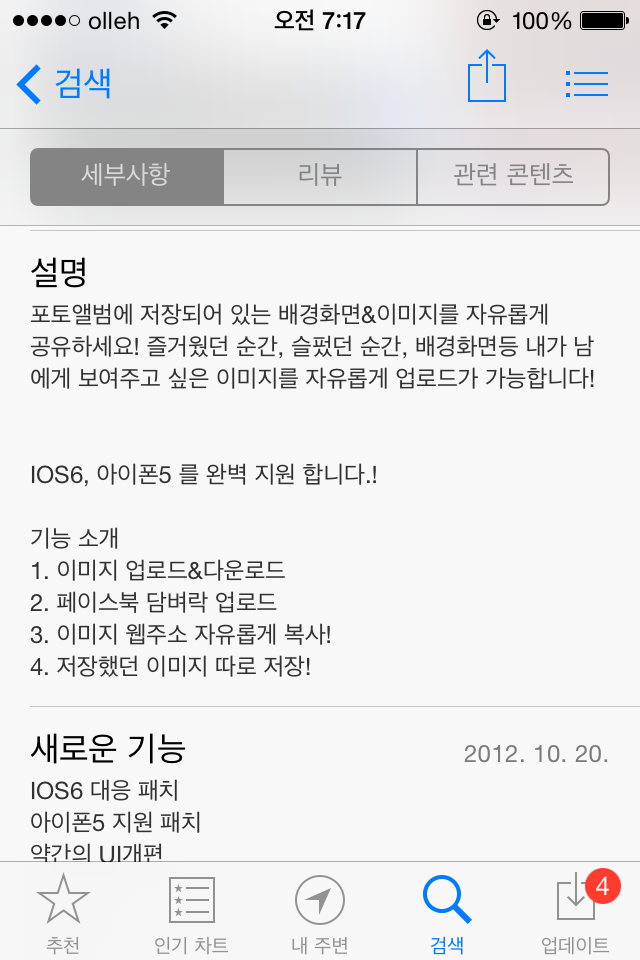 olleh 오전 7:17 100%
검색
세부사항 리뷰 관련 콘텐츠
설명
포토앨범에 저장되어 있는 배경화면&이미지를 자유롭게
공유하세요! 즐거웠던 순간, 슬펐던 순간, 배경화면등 내가 남
에게 보여주고 싶은 이미지를 자유롭게 업로드가 가능합니다!
IOS6, 아이폰5 를 완벽 지원 합니다.!
기능 소개
1. 이미지 업로드&다운로드
2. 페이스북 담벼락 업로드
3. 이미지 웹주소 자유롭게 복사!
4. 저장했던 이미지 따로 저장!
새로운 기능 2012. 10. 20.
IOS6 대응 패치
아이폰5 지원 패치
약간의 UI개편
4
추천 인기 차트 내 주변 검색 업데이트